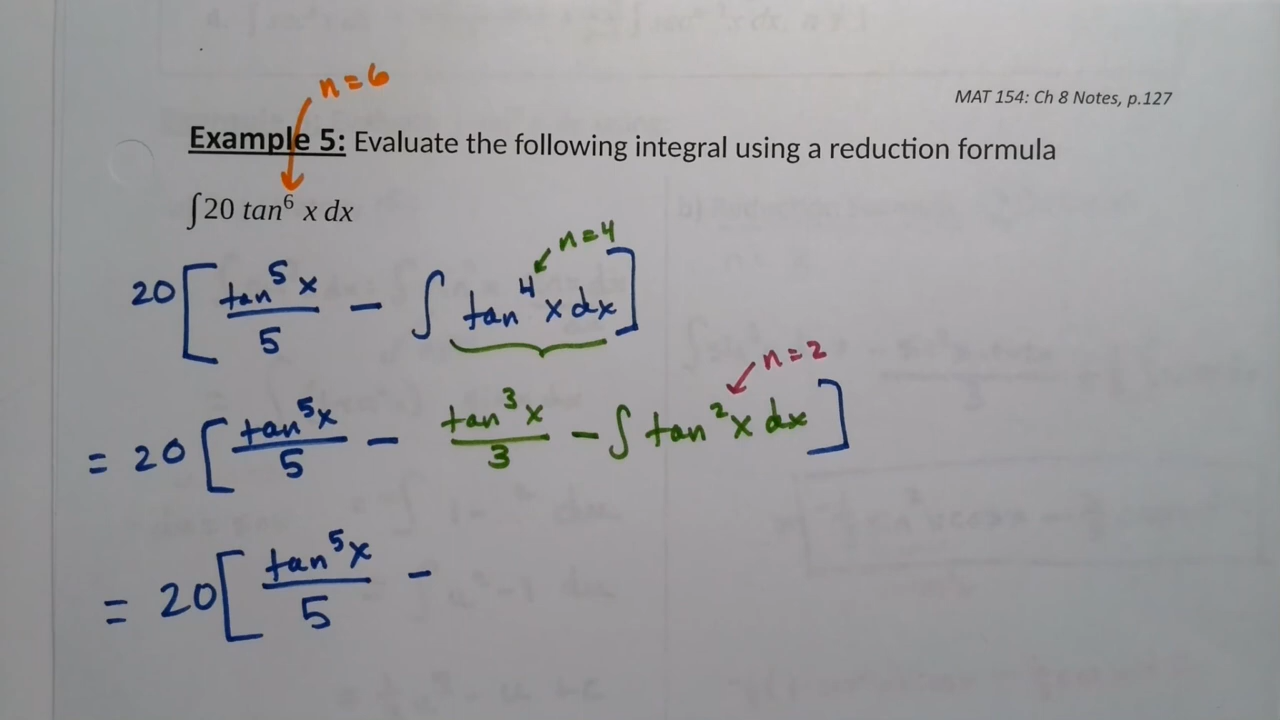 n=6
MAT 154: Ch 8 Notes, p.127
Example 5: Evaluate the following integral using a reduction formula
∫20 tan⁶ x dx
n=4
20 [ tan⁵x/5 − ∫ tan⁴ x dx ]
n=2
= 20 [ tan⁵x/5 − tan³x/3 − ∫ tan²x dx ]
= 20 [ tan⁵x/5 −